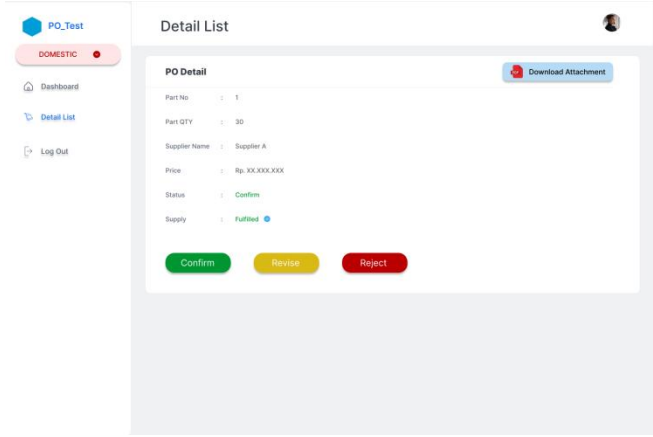 PO_Test
Detail List
DOMESTIC
Dashboard
Detail List
Log Out
PO Detail
Download Attachment
Part No : 1
Part QTY : 30
Supplier Name : Supplier A
Price : Rp. XX.XXX.XXX
Status : Confirm
Supply : Fulfilled
Confirm Revise Reject